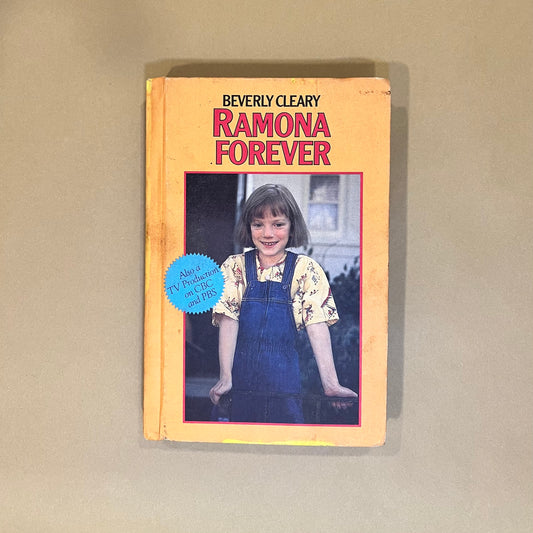 BEVERLY CLEARY
RAMONA
FOREVER
Also a
TV Production
on CBC
and PBS